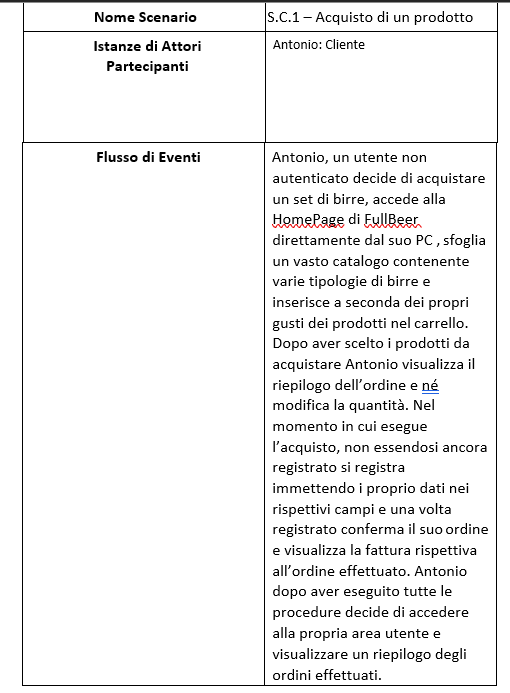 Nome Scenario
S.C.1 – Acquisto di un prodotto
Istanze di Attori
Partecipanti
Antonio: Cliente
Flusso di Eventi
Antonio, un utente non
autenticato decide di acquistare
un set di birre, accede alla
HomePage di FullBeer
direttamente dal suo PC , sfoglia
un vasto catalogo contenente
varie tipologie di birre e
inserisce a seconda dei propri
gusti dei prodotti nel carrello.
Dopo aver scelto i prodotti da
acquistare Antonio visualizza il
riepilogo dell’ordine e né
modifica la quantità. Nel
momento in cui esegue
l’acquisto, non essendosi ancora
registrato si registra
immettendo i proprio dati nei
rispettivi campi e una volta
registrato conferma il suo ordine
e visualizza la fattura rispettiva
all’ordine effettuato. Antonio
dopo aver eseguito tutte le
procedure decide di accedere
alla propria area utente e
visualizzare un riepilogo degli
ordini effettuati.